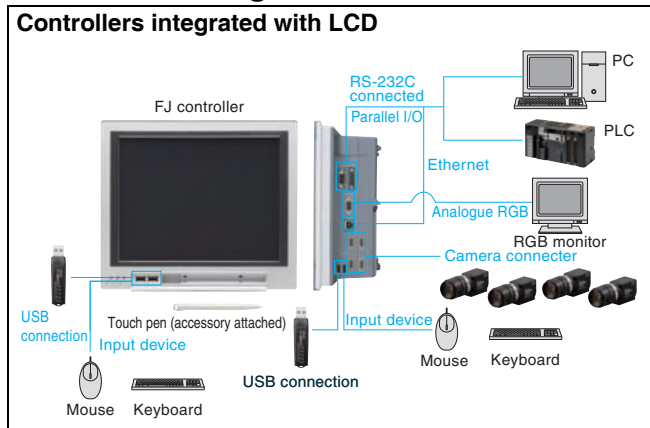 Controllers integrated with LCD
PC
RS-232C
connected
FJ controller
Parallel I/O
PLC
Ethernet
Analogue RGB
RGB monitor
Camera connecter
USB
connection
Touch pen (accessory attached)
Input device
Input device
Mouse
Keyboard
USB connection
Mouse
Keyboard